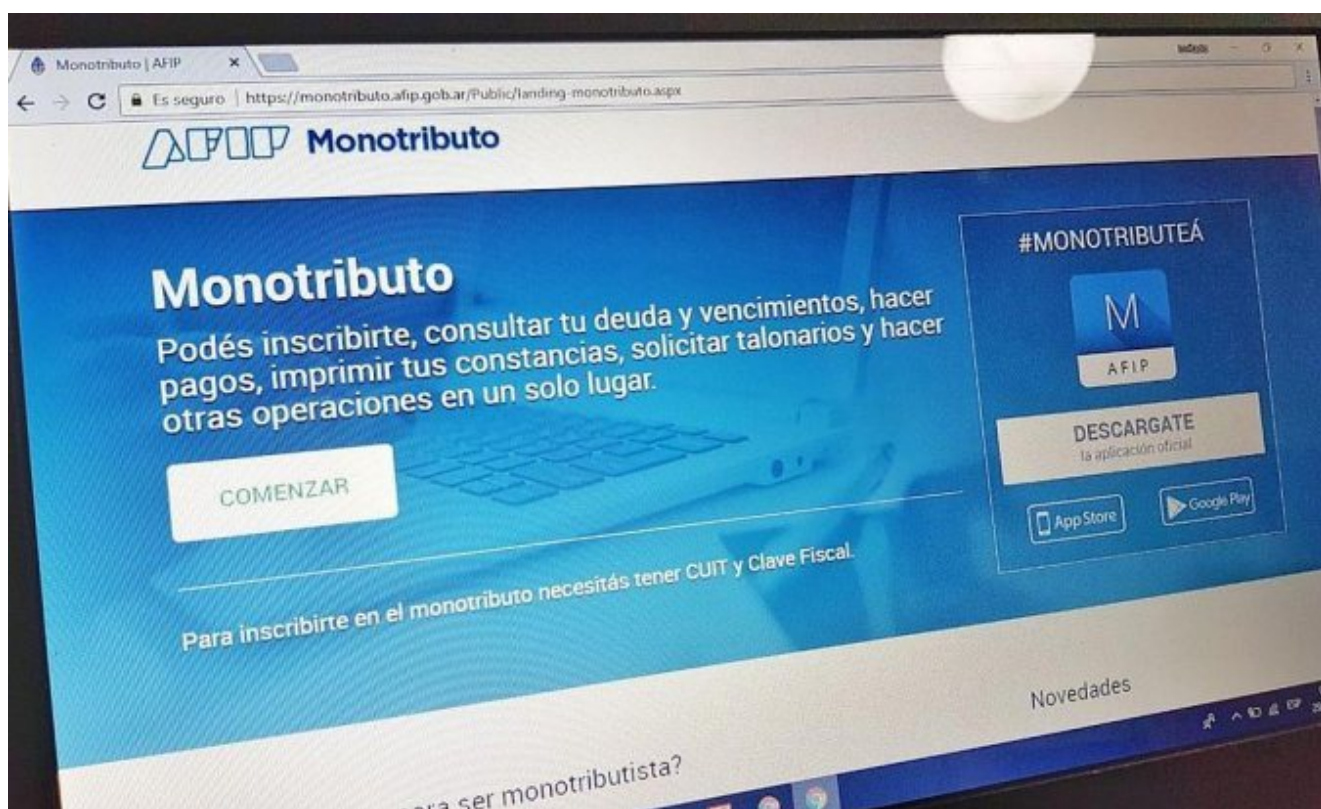 Monotributo | AFIP
Es seguro | https://monotributo.afip.gob.ar/Public/landing-monotributo.aspx
AFIP Monotributo
Monotributo
Podés inscribirte, consultar tu deuda y vencimientos, hacer
pagos, imprimir tus constancias, solicitar talonarios y hacer
otras operaciones en un solo lugar.
COMENZAR
Para inscribirte en el monotributo necesitás tener CUIT y Clave Fiscal.
#MONOTRIBUTEÁ
M
AFIP
DESCARGATE
la aplicación oficial
App Store
Google Play
Novedades
ser monotributista?
ESP